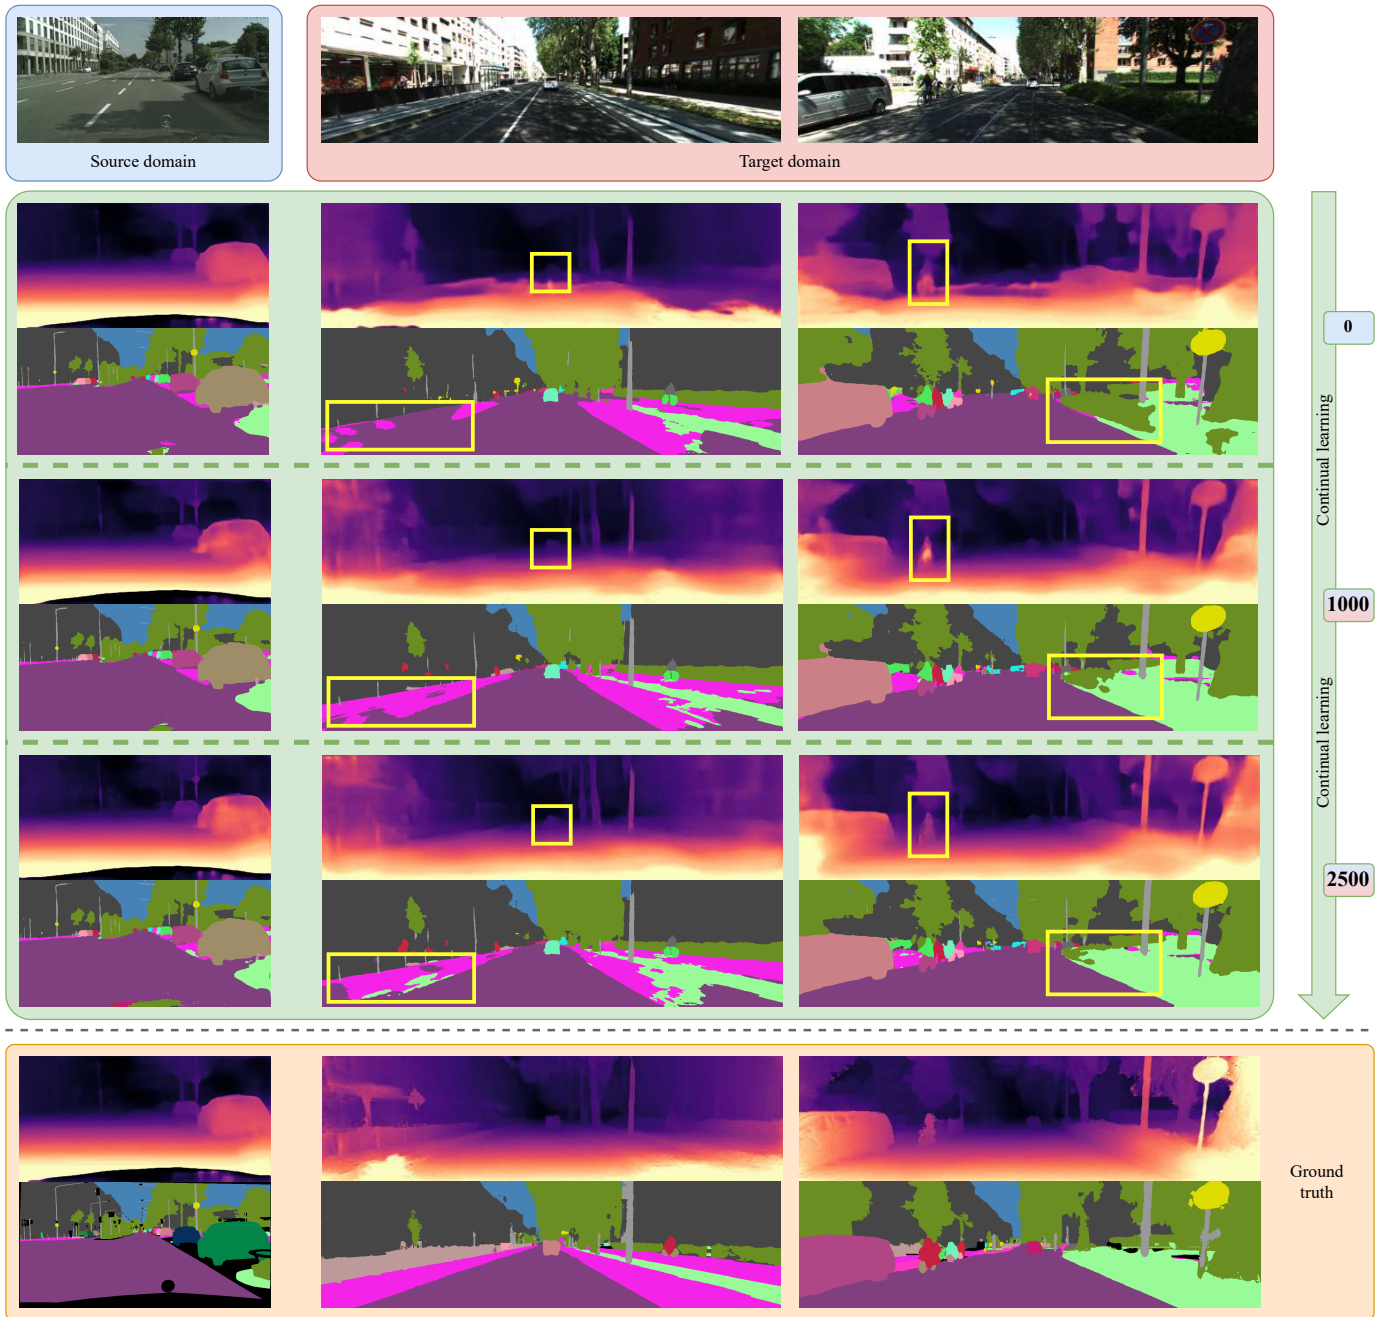 Source domain
Target domain
0
Continual learning
1000
Continual learning
2500
Ground
truth